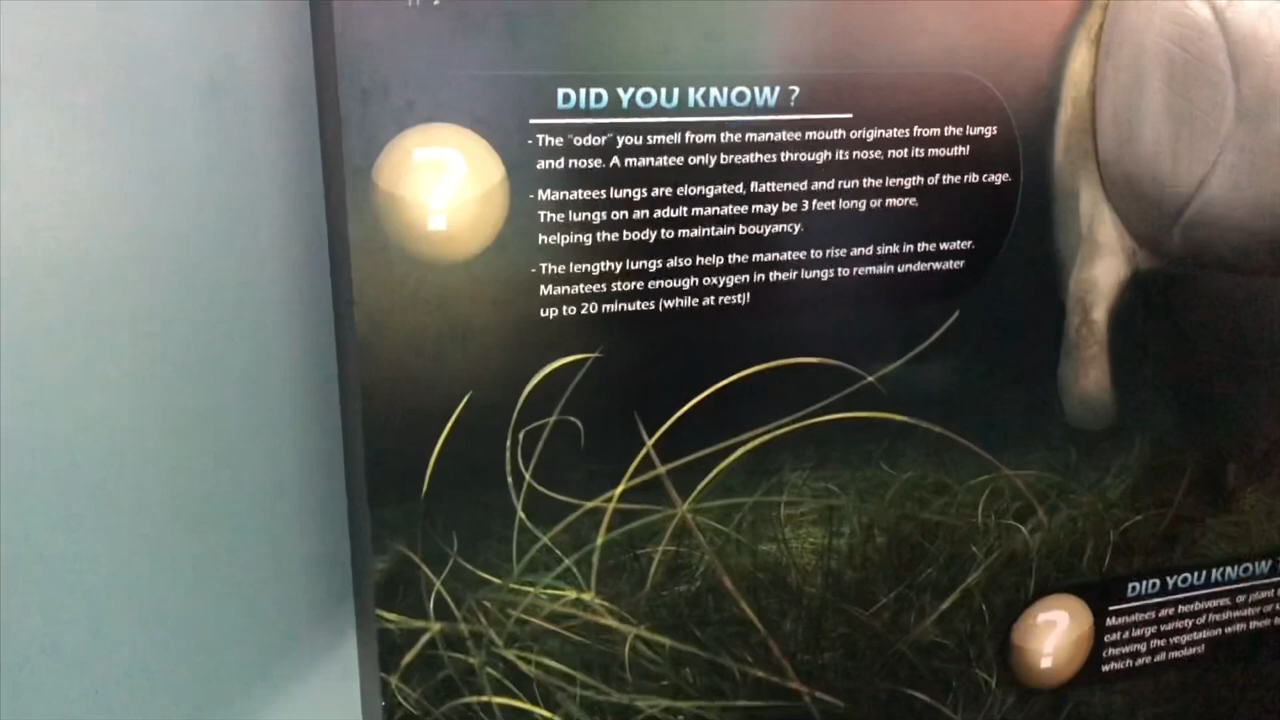 DID YOU KNOW ?
- The "odor" you smell from the manatee mouth originates from the lungs
and nose. A manatee only breathes through its nose, not its mouth!
- Manatees lungs are elongated, flattened and run the length of the rib cage.
The lungs on an adult manatee may be 3 feet long or more,
helping the body to maintain bouyancy.
- The lengthy lungs also help the manatee to rise and sink in the water.
Manatees store enough oxygen in their lungs to remain underwater
up to 20 minutes (while at rest)!
?
DID YOU KNOW
Manatees are herbivores, or plant
eat a large variety of freshwater or
chewing the vegetation with their
which are all molars!
?